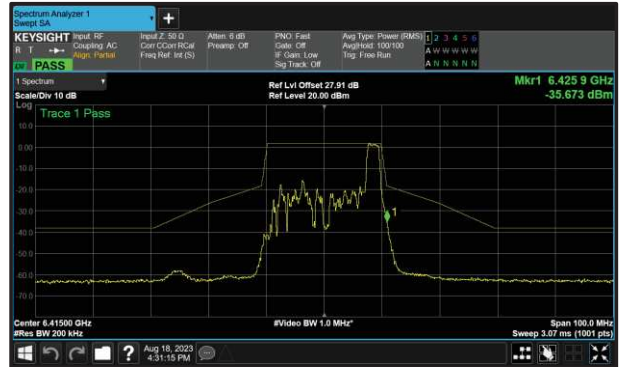 Spectrum Analyzer 1
Swept SA
+
KEYSIGHT
R T
PASS
Input: RF
Coupling: AC
Align: Partial
Input Z: 50 Ω
Corr CCorr RCal
Freq Ref: Int (S)
Atten: 6 dB
Preamp: Off
PNO: Fast
Gate: Off
IF Gain: Low
Sig Track: Off
Avg Type: Power (RMS)
Avg|Hold: 100/100
Trig: Free Run
1 2 3 4 5 6
A W W W W W
A N N N N N
1 Spectrum
Scale/Div 10 dB
Ref Lvl Offset 27.91 dB
Ref Level 20.00 dBm
Mkr1 6.425 9 GHz
-35.673 dBm
Log
Trace 1 Pass
10.0
0.00
-10.0
-20.0
-30.0
-40.0
-50.0
-60.0
-70.0
1
Center 6.41500 GHz
#Res BW 200 kHz
#Video BW 1.0 MHz*
Span 100.0 MHz
Sweep 3.07 ms (1001 pts)
?
Aug 18, 2023
4:31:15 PM